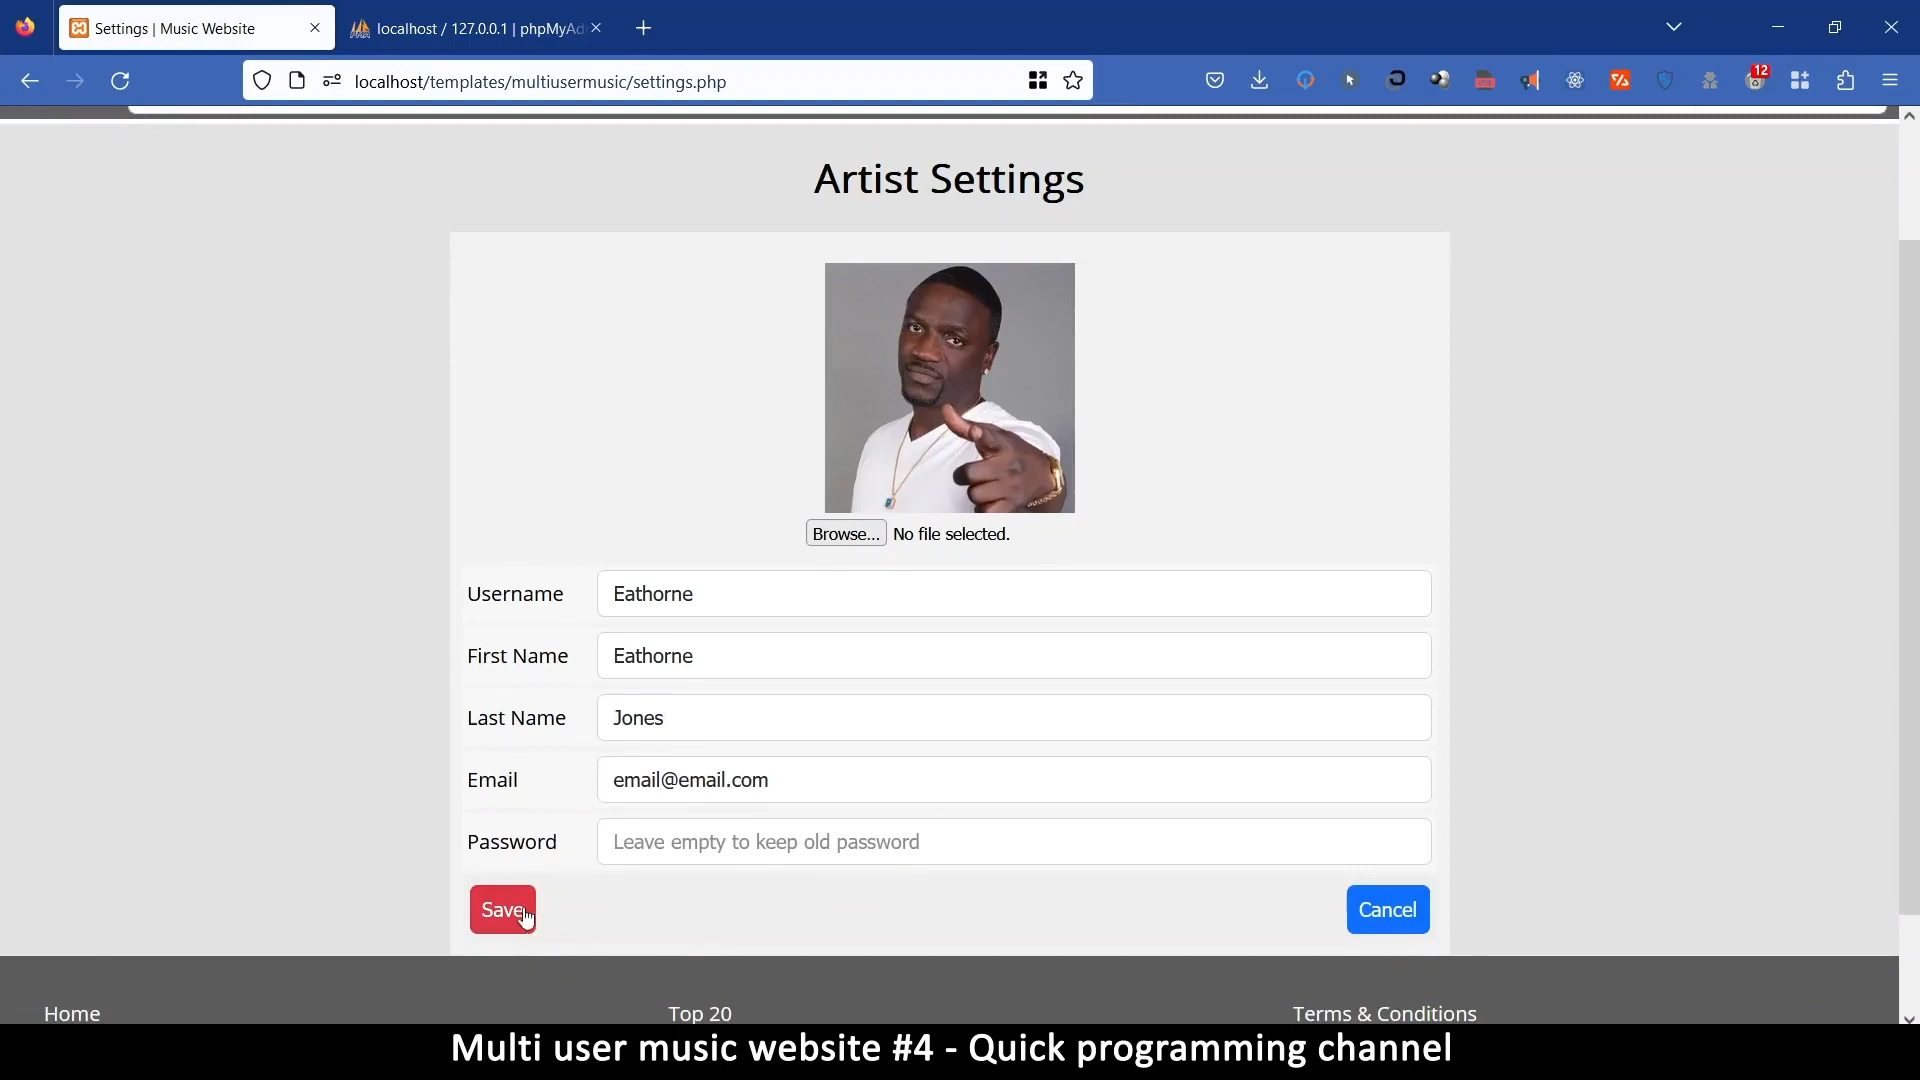 Settings | Music Website
localhost / 127.0.0.1 | phpMyAd
localhost/templates/multiusermusic/settings.php
12
Artist Settings
Browse... No file selected.
Username Eathorne
First Name Eathorne
Last Name Jones
Email email@email.com
Password Leave empty to keep old password
Save Cancel
Home Top 20 Terms & Conditions
Multi user music website #4 - Quick programming channel